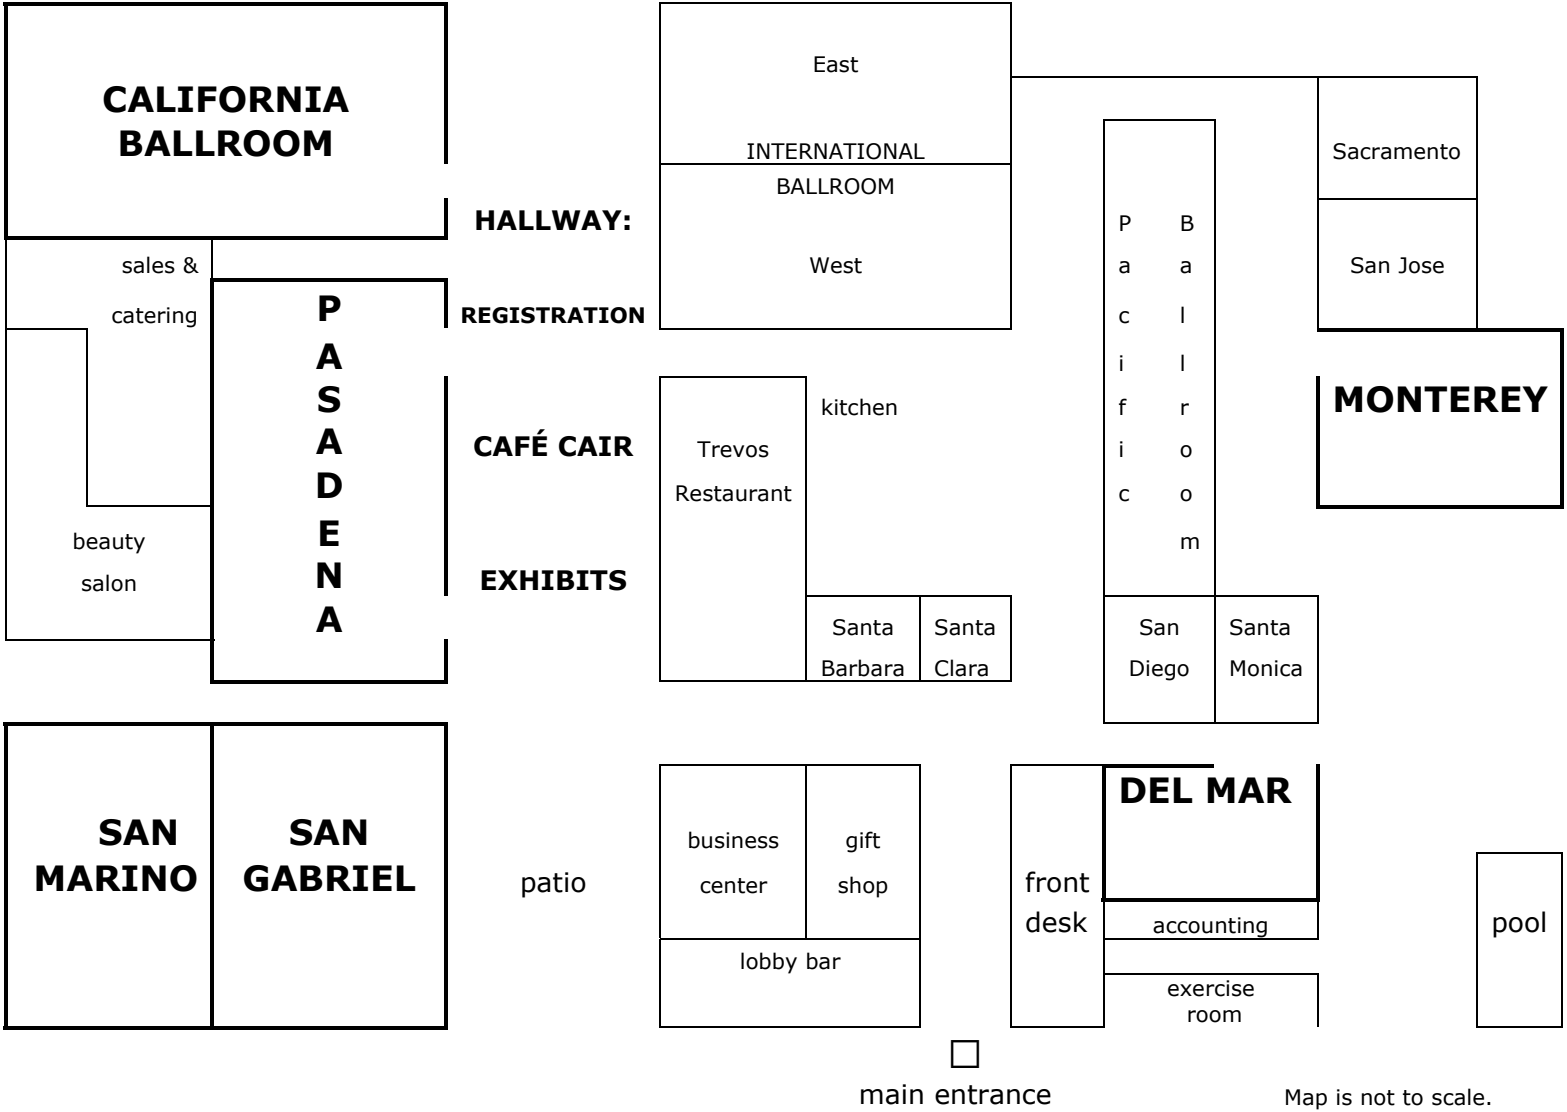 CALIFORNIA
BALLROOM
East
INTERNATIONAL
BALLROOM
West
HALLWAY:
REGISTRATION
CAFÉ CAIR
EXHIBITS
sales &
catering
PASADENA
beauty
salon
Trevos
Restaurant
kitchen
Santa
Barbara
Santa
Clara
Pacific
Ballroom
Sacramento
San Jose
MONTEREY
San
Diego
Santa
Monica
SAN
MARINO
SAN
GABRIEL
patio
business
center
gift
shop
lobby bar
front
desk
DEL MAR
accounting
exercise
room
pool
main entrance
Map is not to scale.